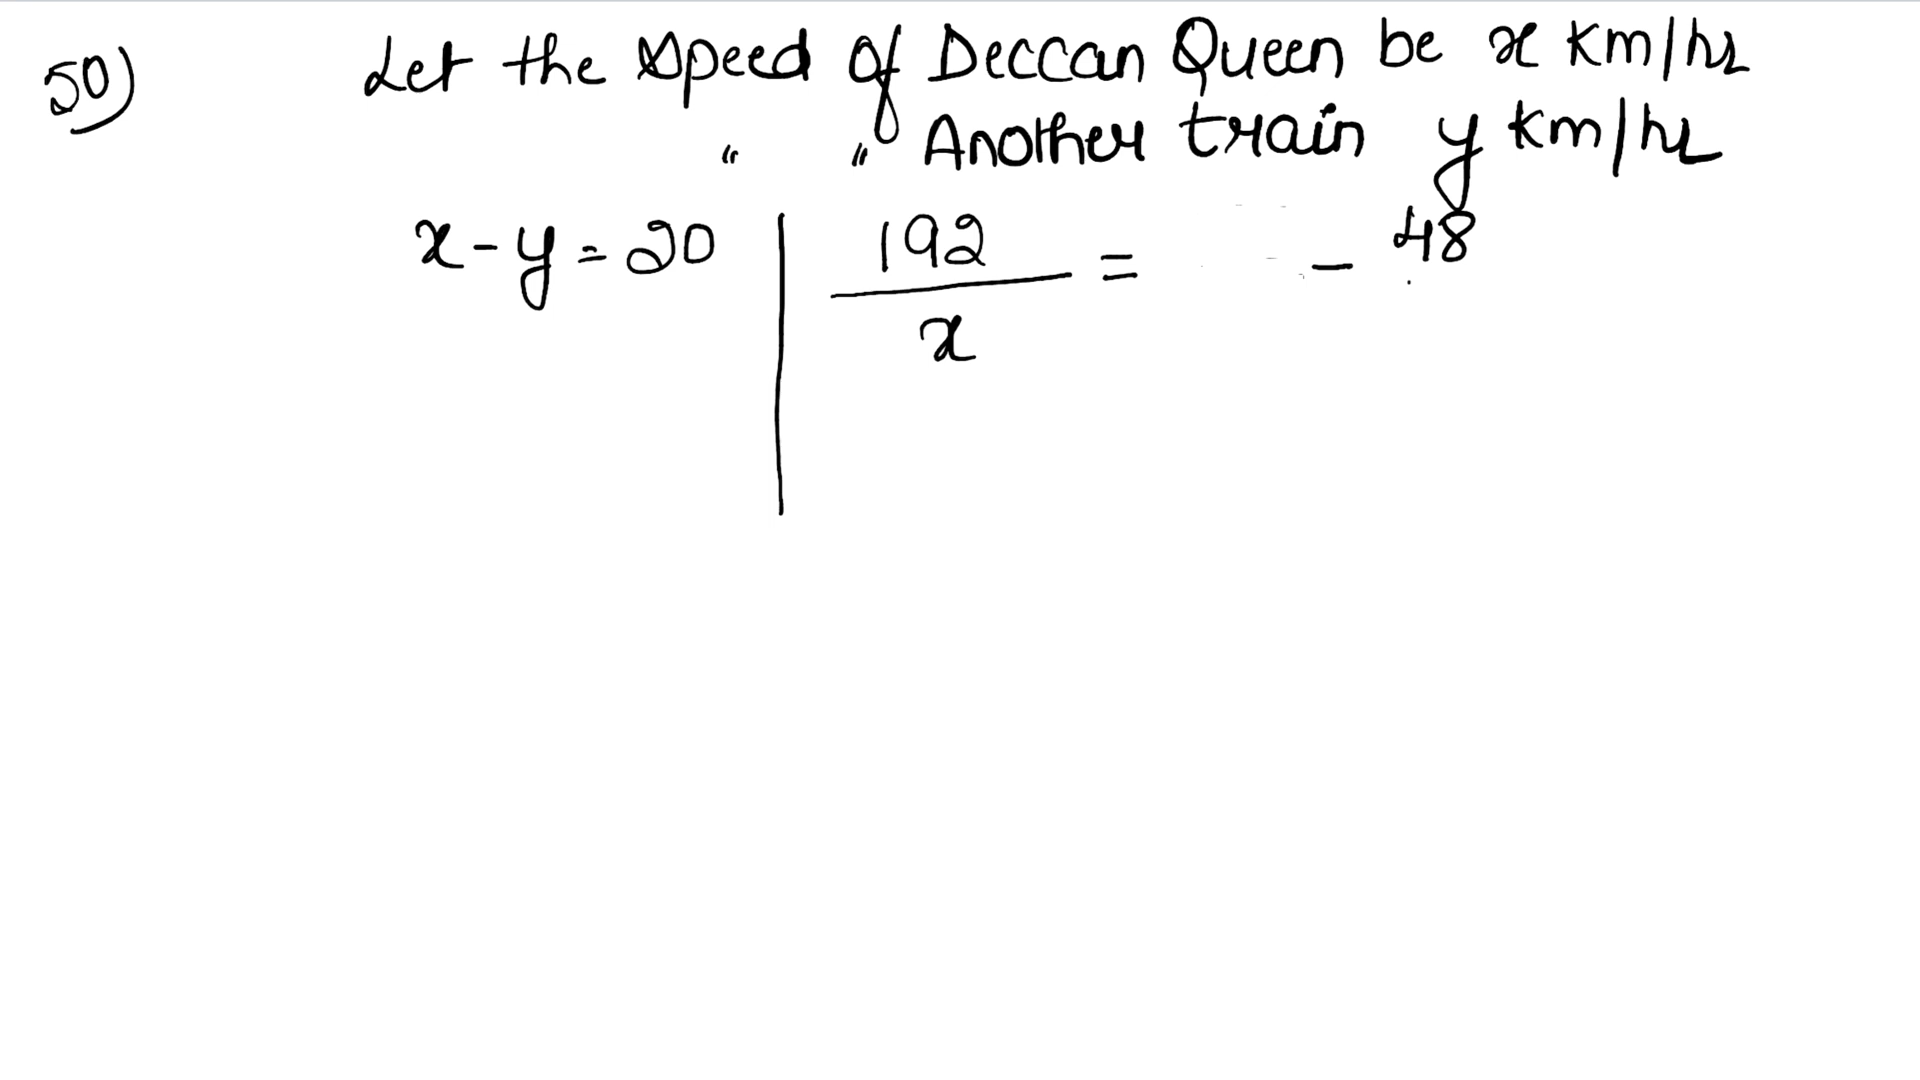 50) Let the speed of Deccan Queen be x km/hr
" " Another train y km/hr
x - y = 20 | 192/x = - 48